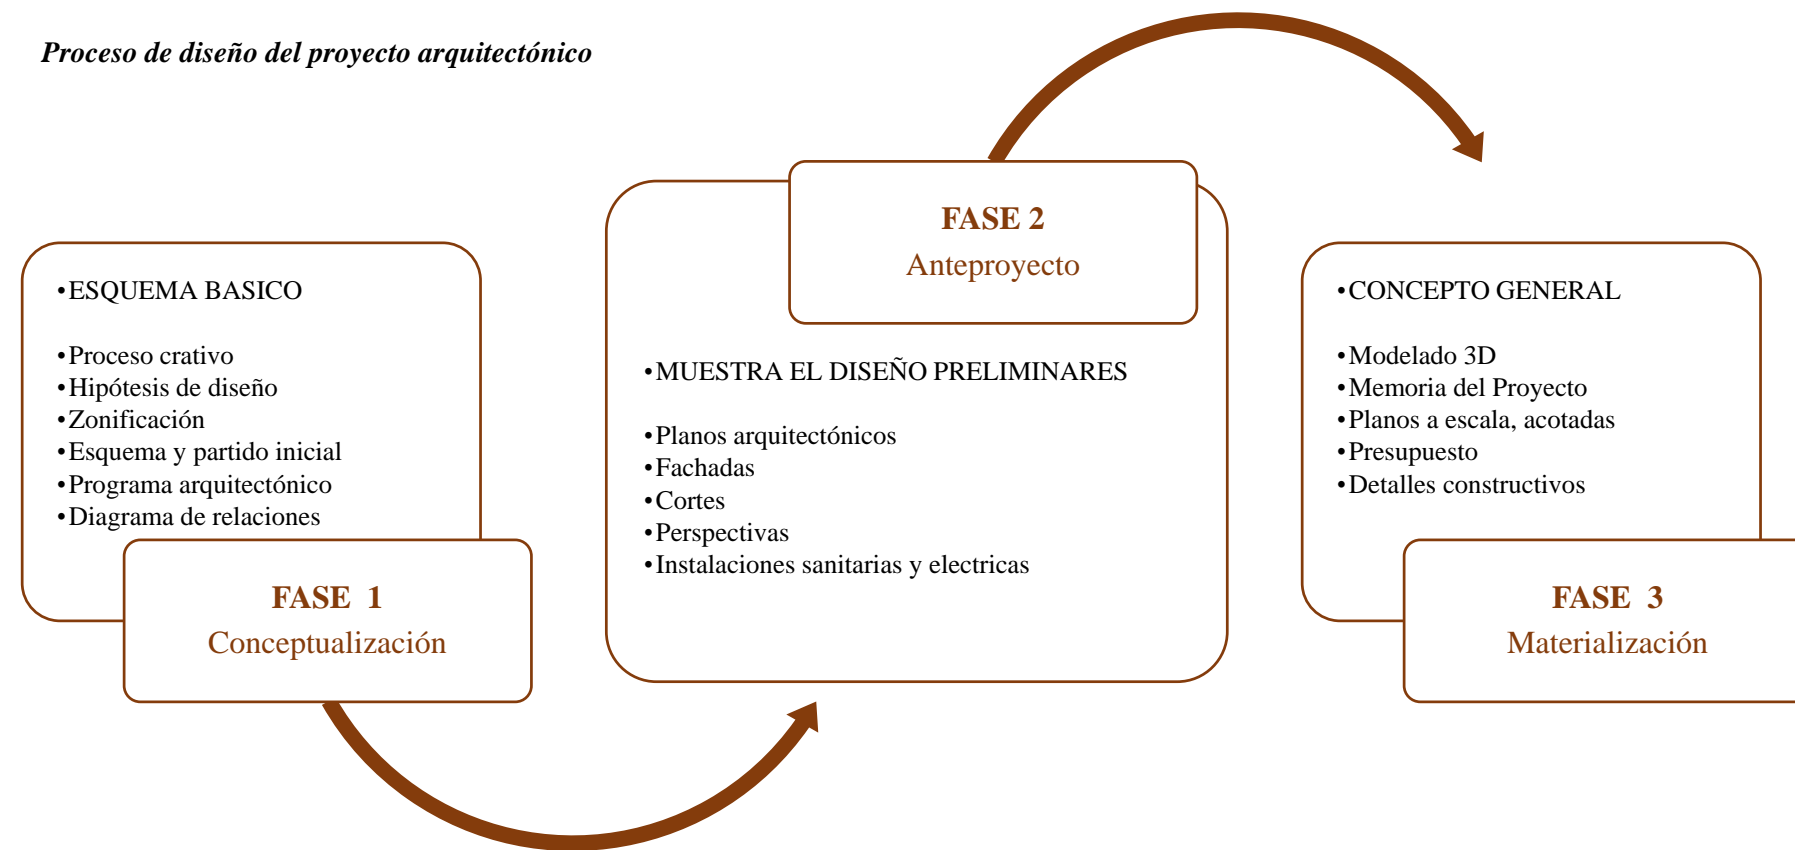 Proceso de diseño del proyecto arquitectónico
•ESQUEMA BASICO
•Proceso crativo
•Hipótesis de diseño
•Zonificación
•Esquema y partido inicial
•Programa arquitectónico
•Diagrama de relaciones
FASE 1
Conceptualización
FASE 2
Anteproyecto
•MUESTRA EL DISEÑO PRELIMINARES
•Planos arquitectónicos
•Fachadas
•Cortes
•Perspectivas
•Instalaciones sanitarias y electricas
•CONCEPTO GENERAL
•Modelado 3D
•Memoria del Proyecto
•Planos a escala, acotadas
•Presupuesto
•Detalles constructivos
FASE 3
Materialización